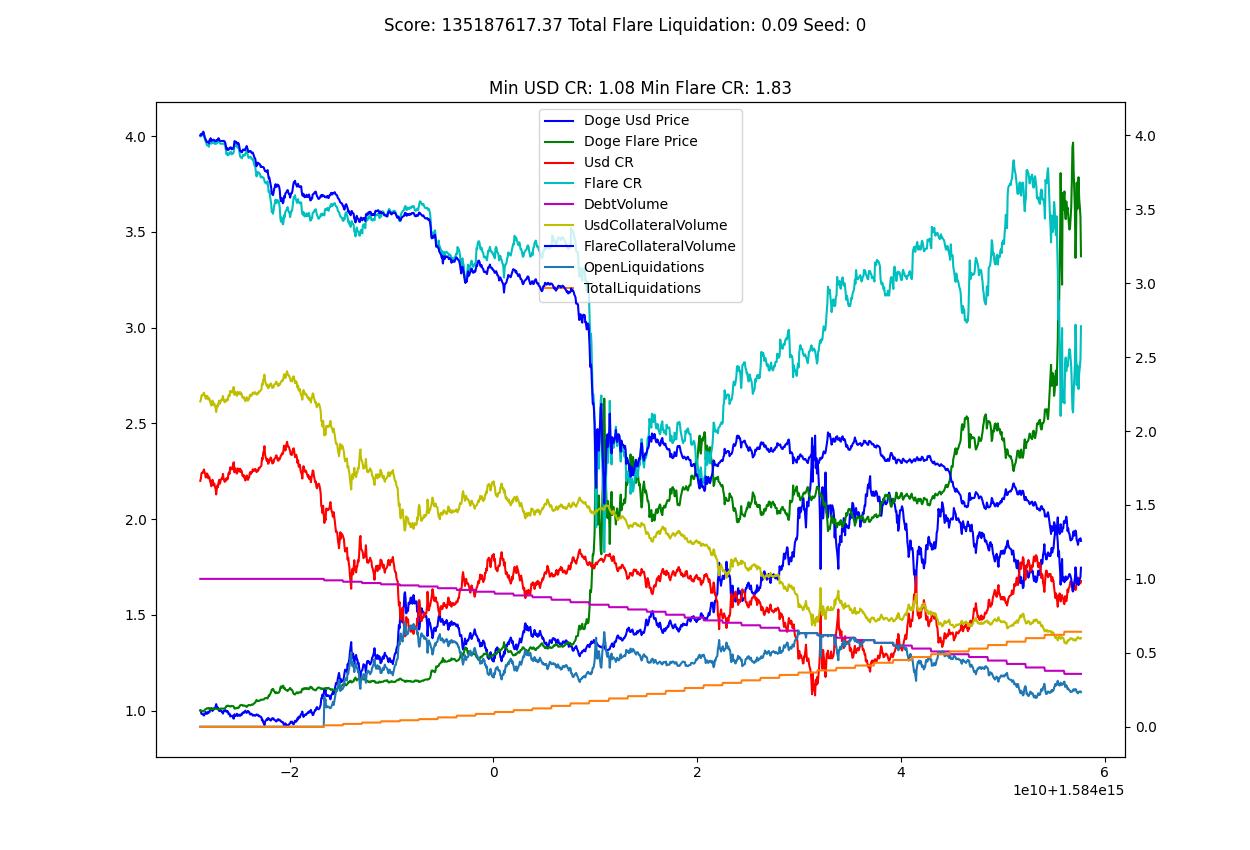 Score: 135187617.37 Total Flare Liquidation: 0.09 Seed: 0
Min USD CR: 1.08 Min Flare CR: 1.83
Doge Usd Price
Doge Flare Price
Usd CR
Flare CR
DebtVolume
UsdCollateralVolume
FlareCollateralVolume
OpenLiquidations
TotalLiquidations
4.0
3.5
3.0
2.5
2.0
1.5
1.0
4.0
3.5
3.0
2.5
2.0
1.5
1.0
0.5
0.0
−2 0 2 4 6
1e10+1.584e15